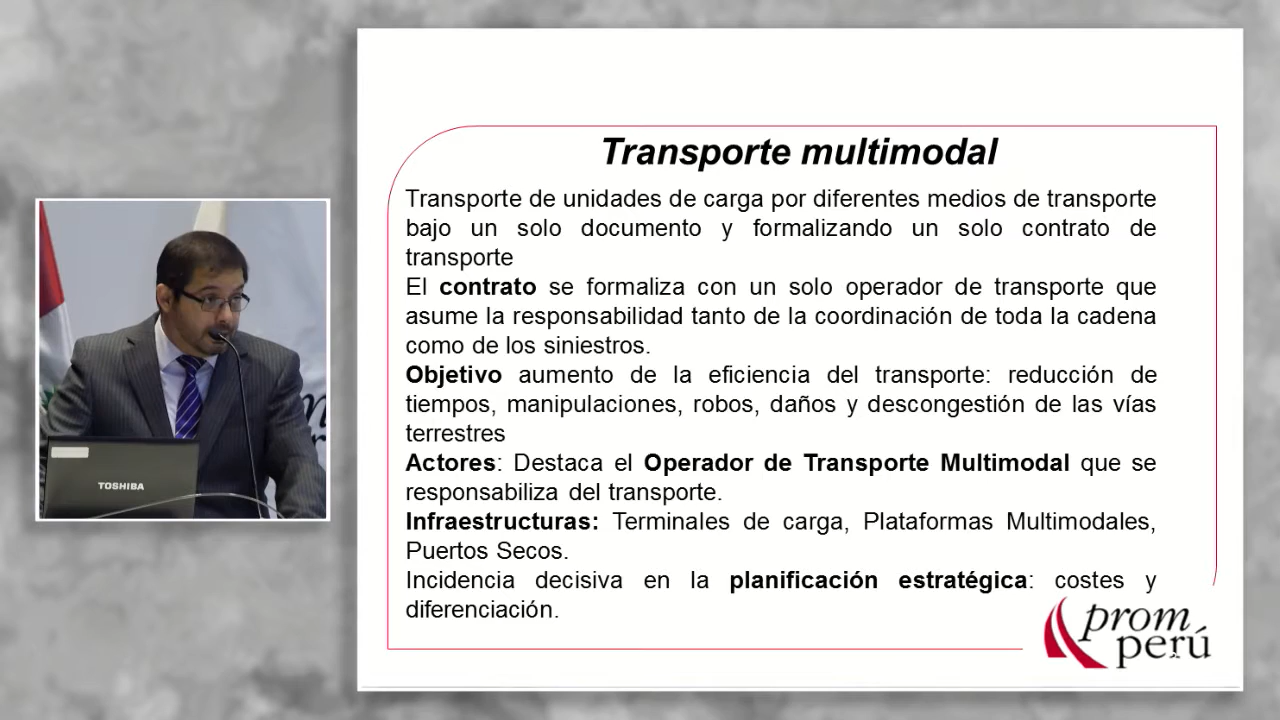 Transporte multimodal
Transporte de unidades de carga por diferentes medios de transporte
bajo un solo documento y formalizando un solo contrato de
transporte
El contrato se formaliza con un solo operador de transporte que
asume la responsabilidad tanto de la coordinación de toda la cadena
como de los siniestros.
Objetivo aumento de la eficiencia del transporte: reducción de
tiempos, manipulaciones, robos, daños y descongestión de las vías
terrestres
Actores: Destaca el Operador de Transporte Multimodal que se
responsabiliza del transporte.
Infraestructuras: Terminales de carga, Plataformas Multimodales,
Puertos Secos.
Incidencia decisiva en la planificación estratégica: costes y
diferenciación.
prom
perú
TOSHIBA